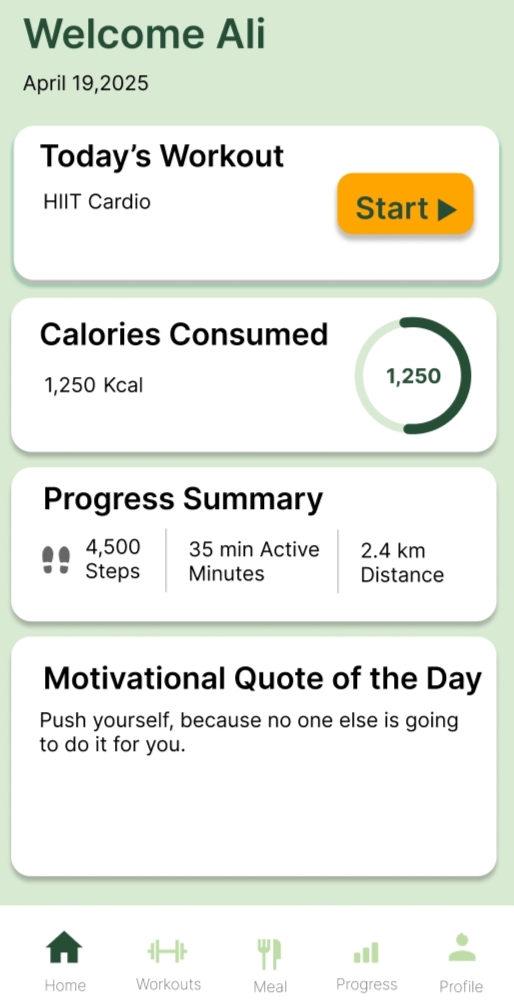 Welcome Ali
April 19,2025
Today’s Workout
HIIT Cardio
Start
Calories Consumed
1,250 Kcal
1,250
Progress Summary
4,500
Steps
35 min Active
Minutes
2.4 km
Distance
Motivational Quote of the Day
Push yourself, because no one else is going
to do it for you.
Home
Workouts
Meal
Progress
Profile